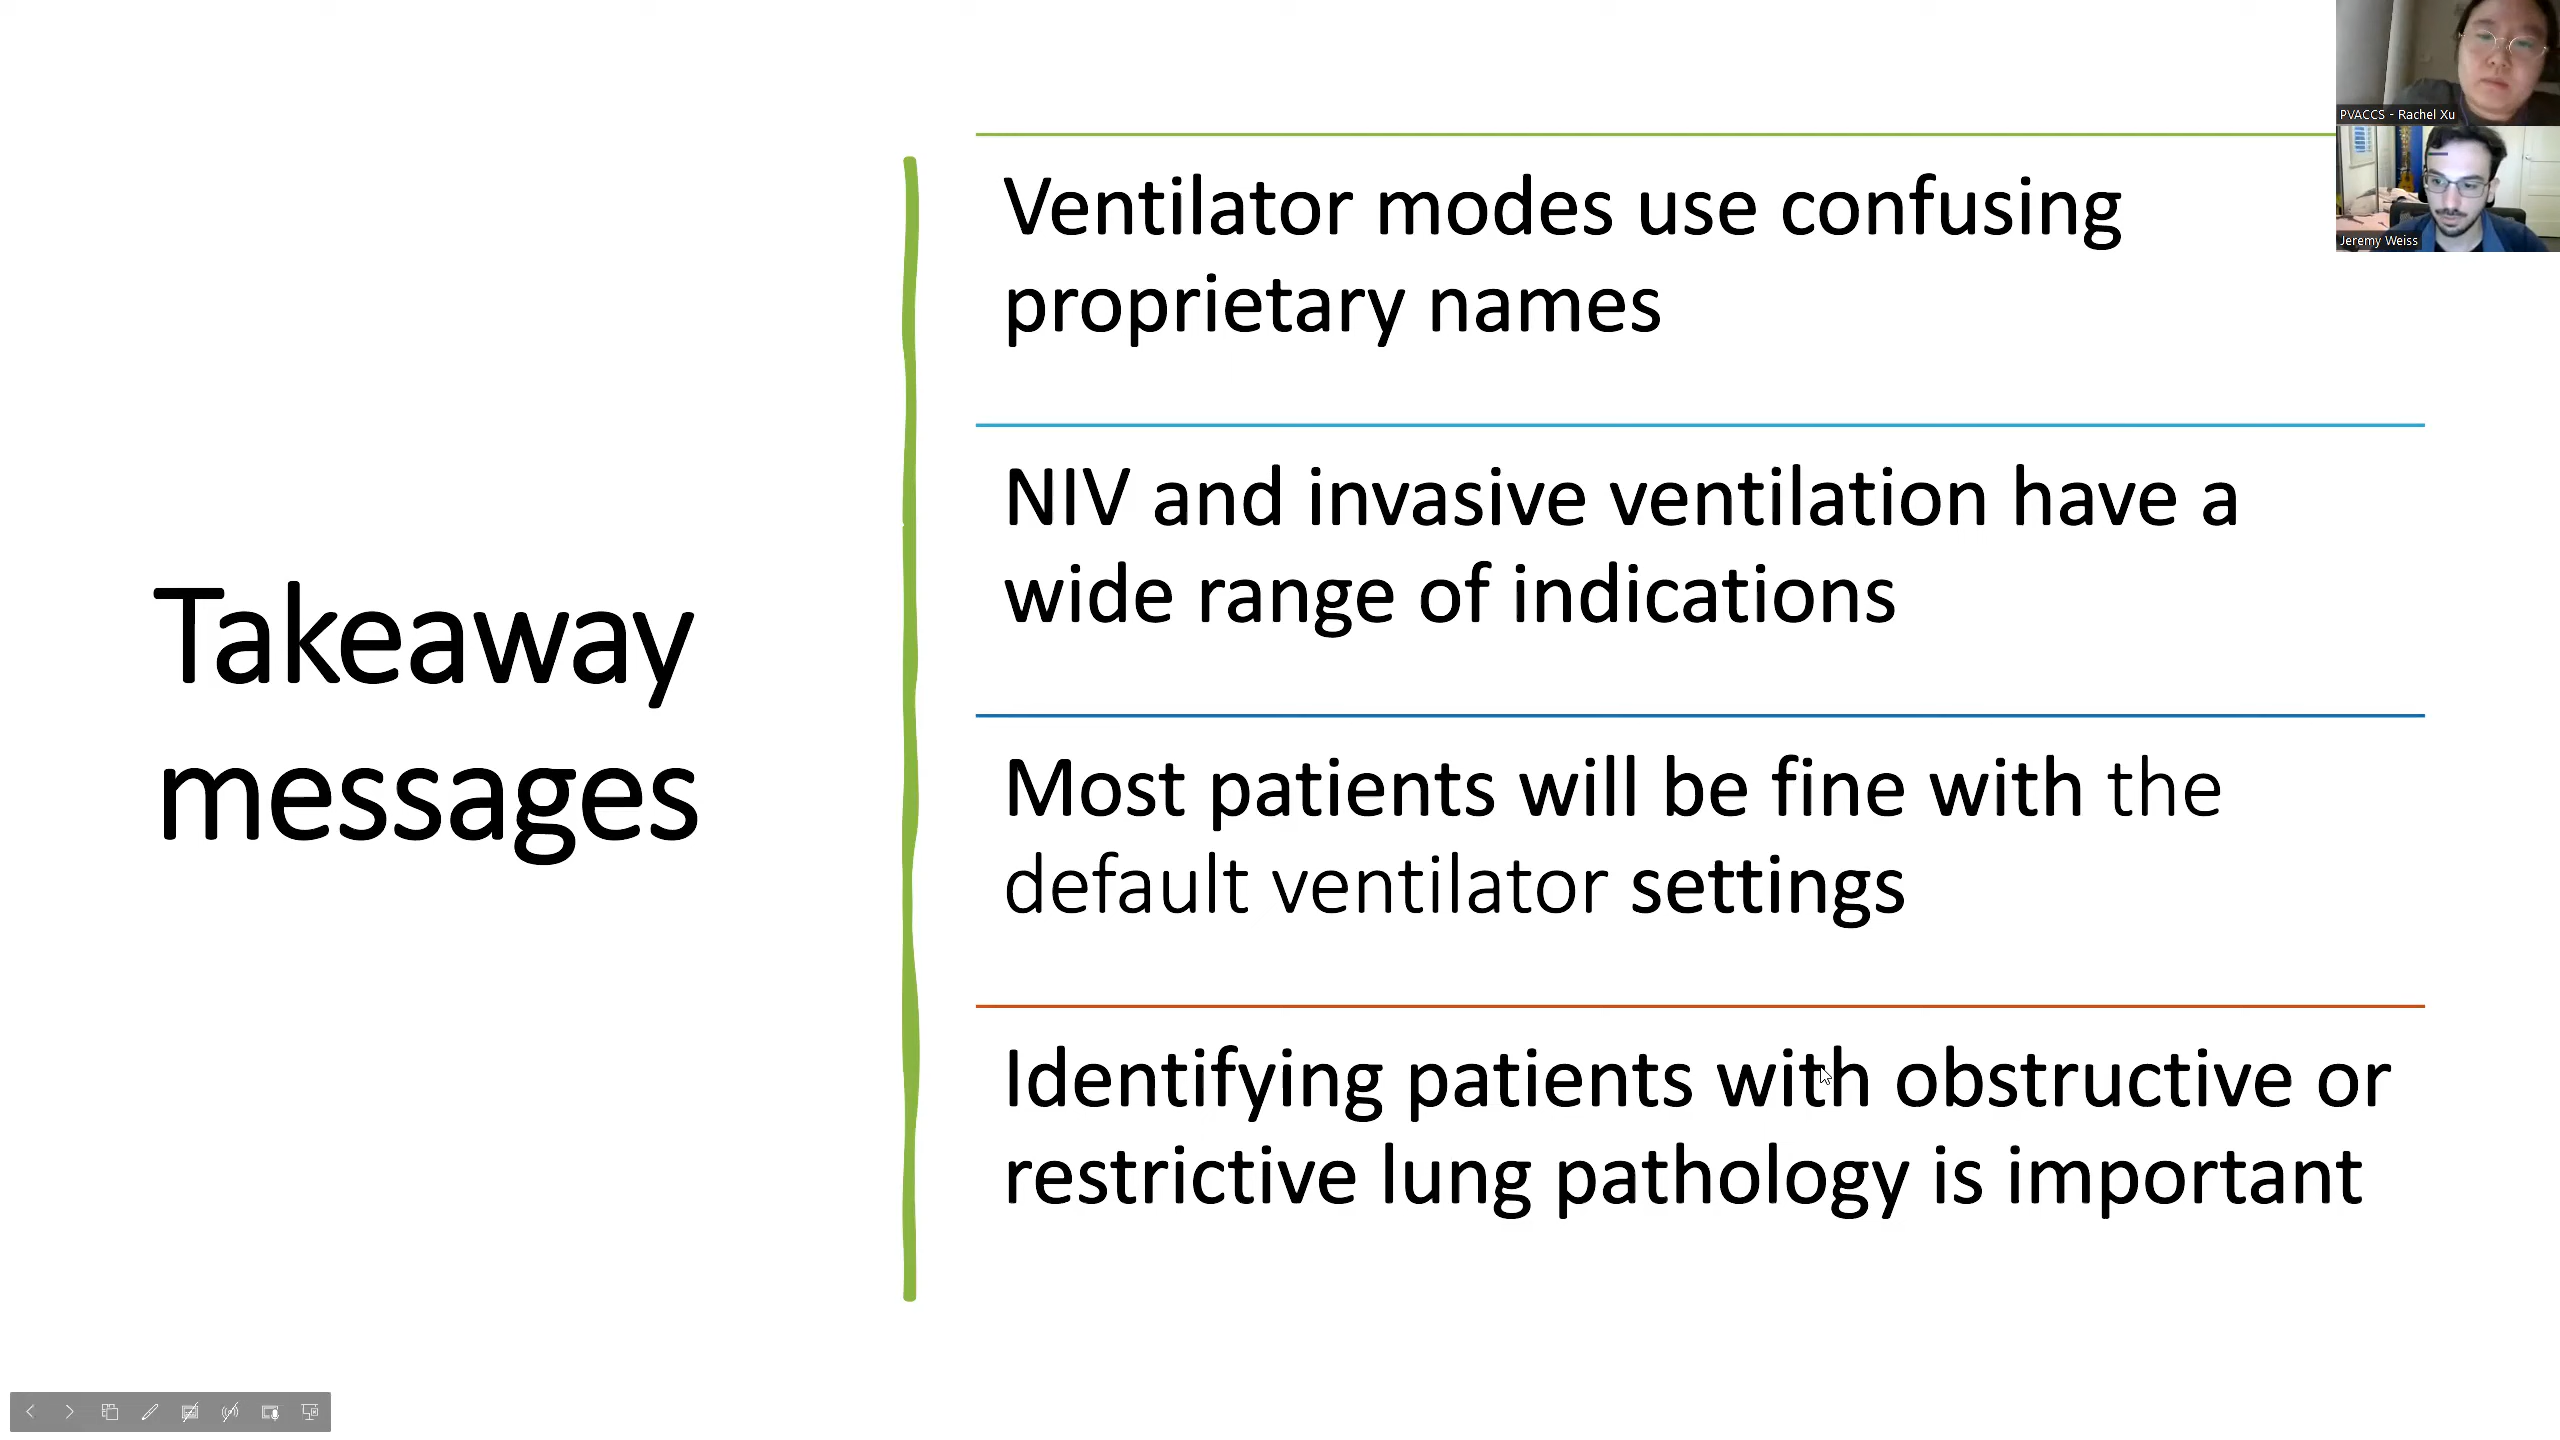 PVACCS - Rachel Xu
Jeremy Weiss
Takeaway
messages
Ventilator modes use confusing
proprietary names
NIV and invasive ventilation have a
wide range of indications
Most patients will be fine with the
default ventilator settings
Identifying patients with obstructive or
restrictive lung pathology is important